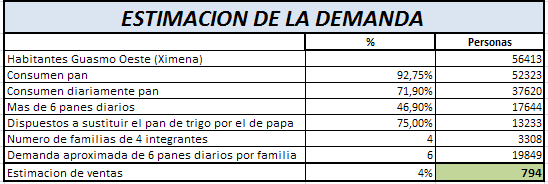 ESTIMACION DE LA DEMANDA
% Personas
Habitantes Guasmo Oeste (Ximena) 56413
Consumen pan 92,75% 52323
Consumen diariamente pan 71,90% 37620
Mas de 6 panes diarios 46,90% 17644
Dispuestos a sustituir el pan de trigo por el de papa 75,00% 13233
Numero de familias de 4 integrantes 4 3308
Demanda aproximada de 6 panes diarios por familia 6 19849
Estimacion de ventas 4% 794